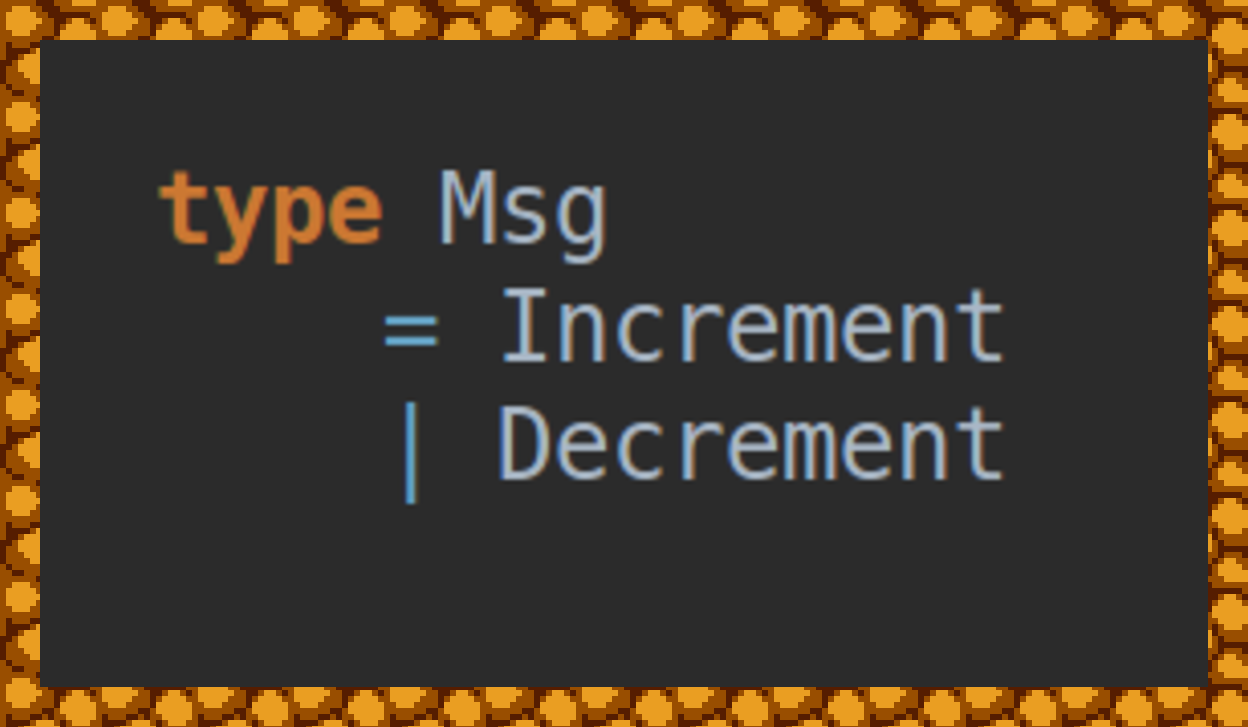 type Msg
    = Increment
    | Decrement